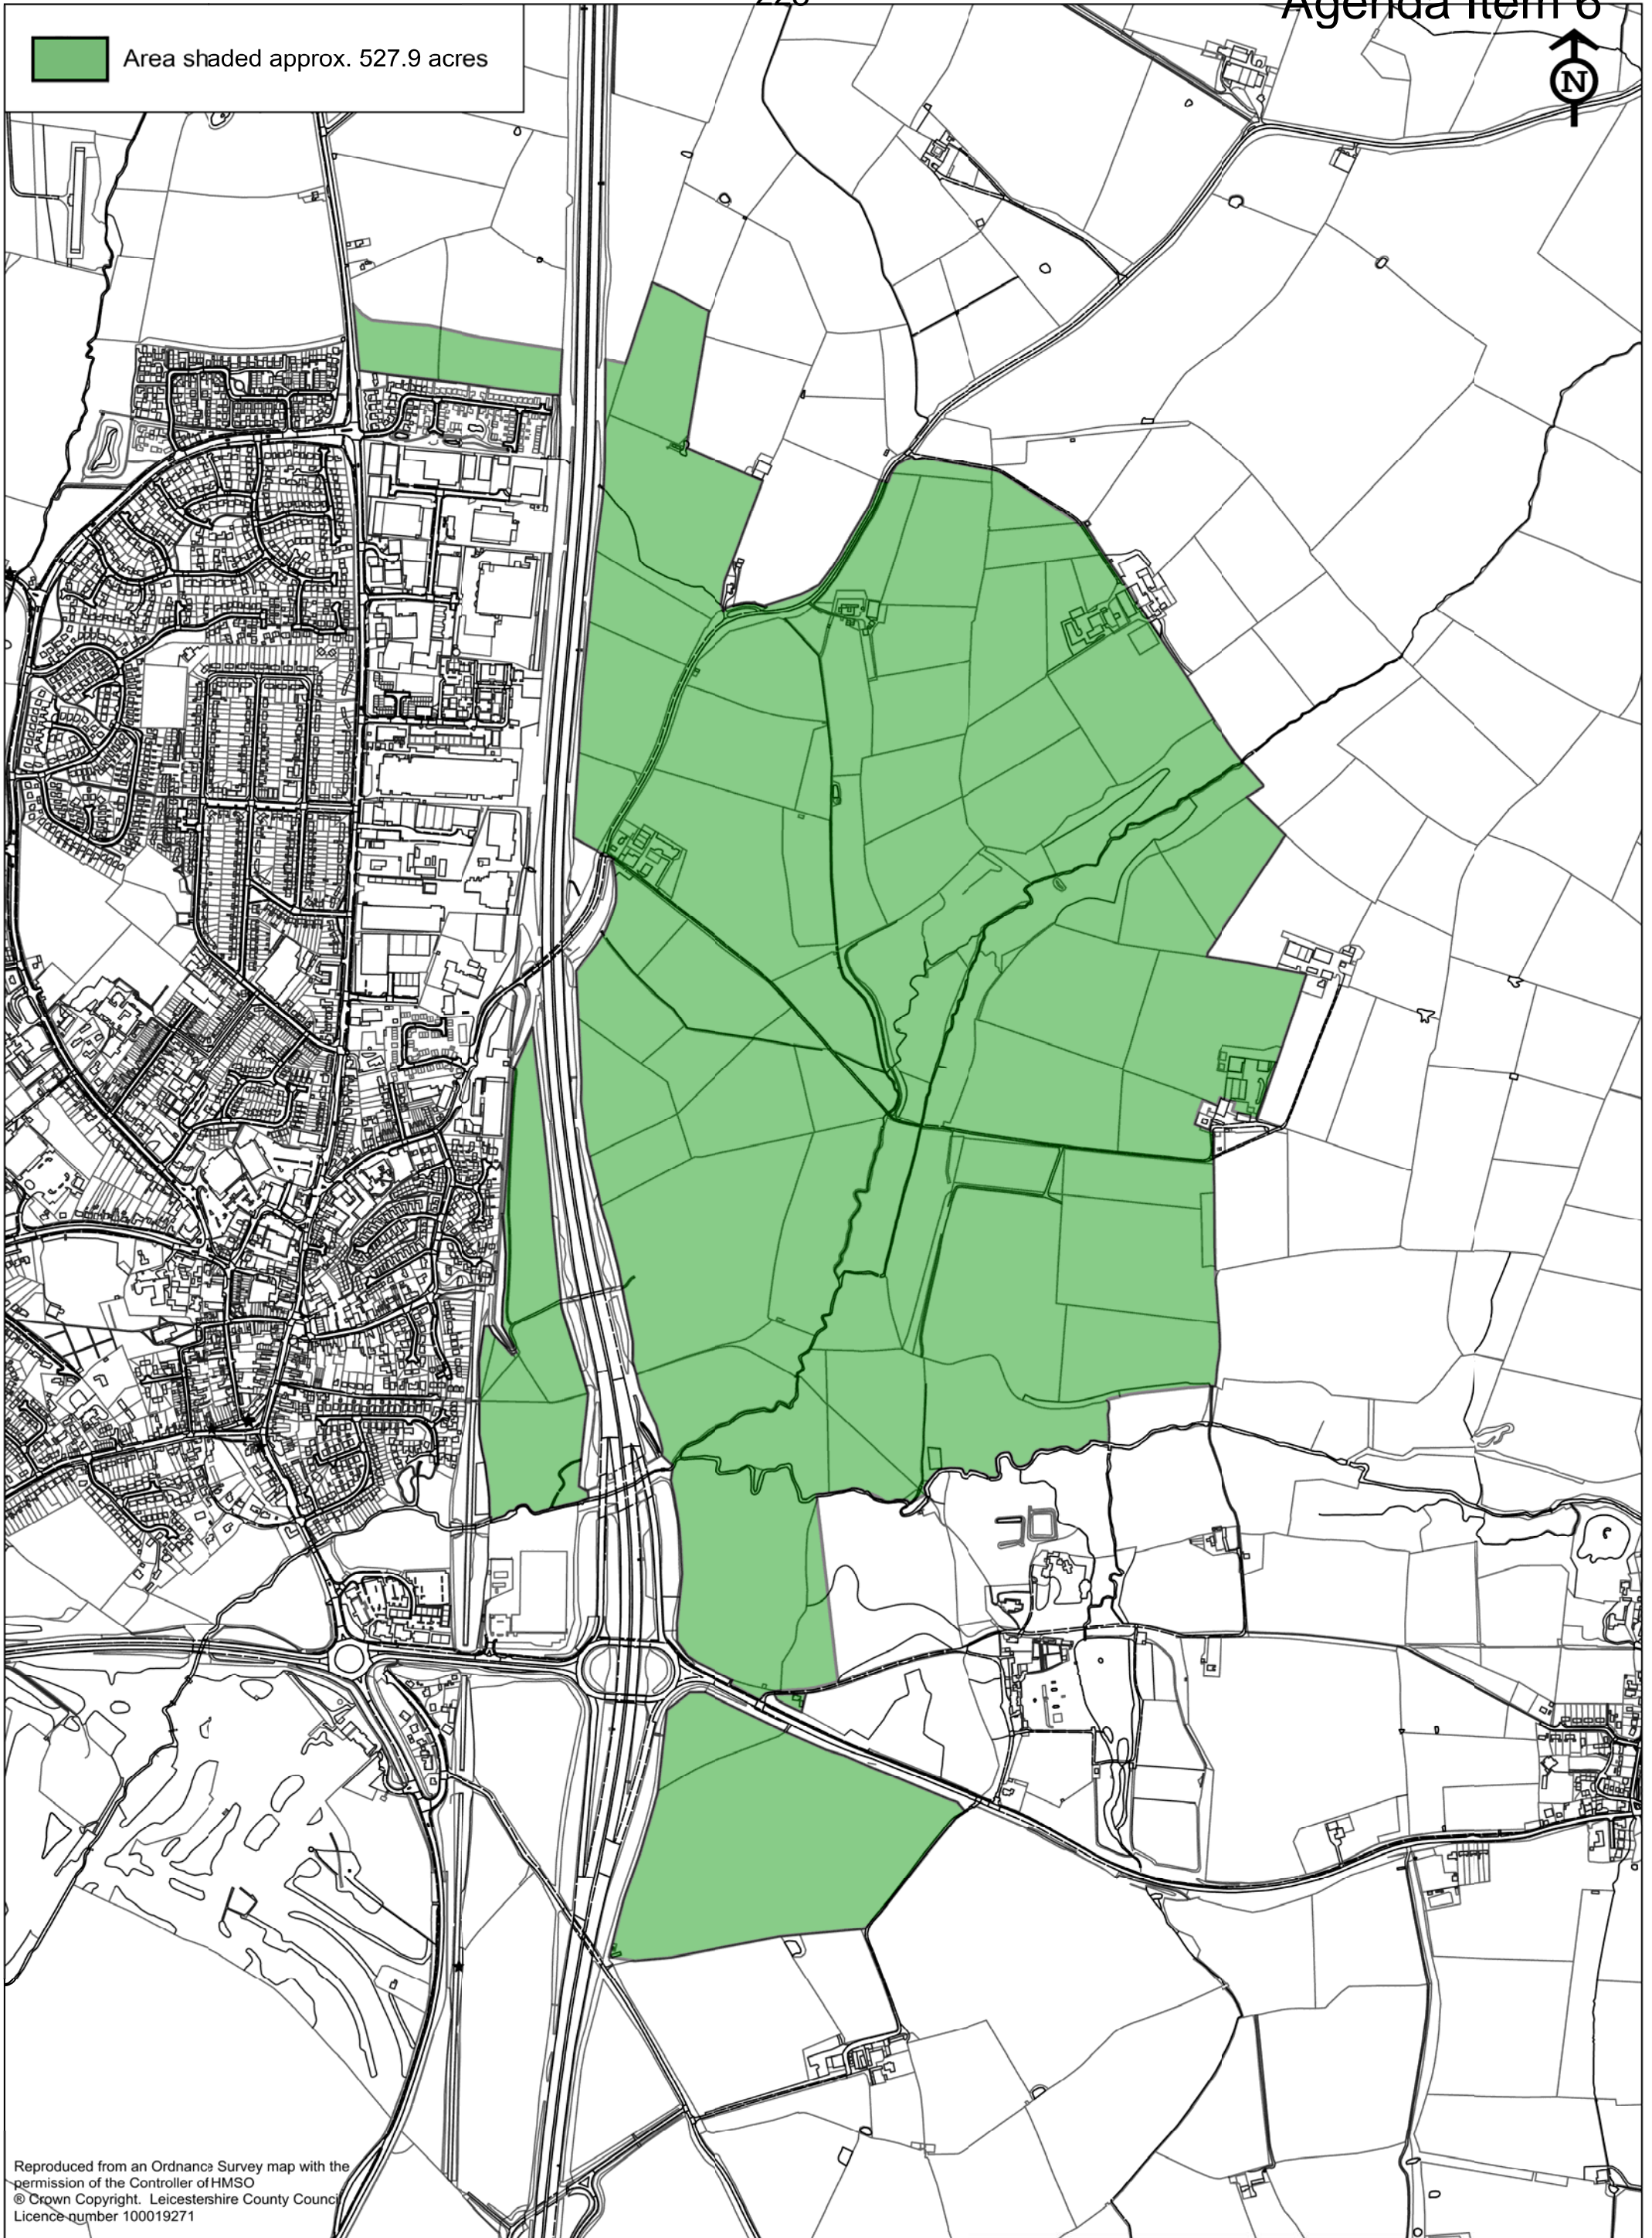 226
Agenda Item 6
Area shaded approx. 527.9 acres
N
Reproduced from an Ordnance Survey map with the
permission of the Controller of HMSO
® Crown Copyright. Leicestershire County Council
Licence number 100019271